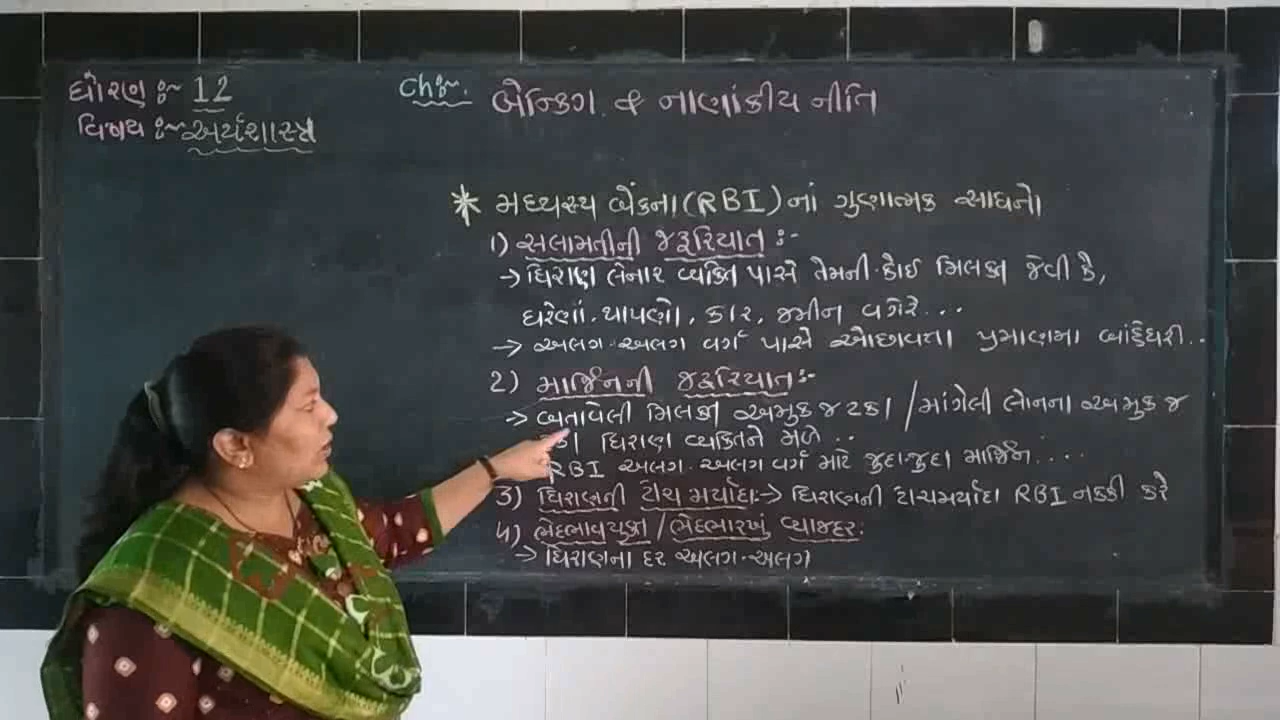 ધોરણ :~ 12
વિષય :~ અર્થશાસ્ત્ર
Ch:~. બેન્કિંગ & નાણાંકીય નીતિ
* મધ્યસ્થ બેંકના (RBI) નાં ગુણાત્મક સાધનો
1) સલામતીની જરૂરિયાત :-
→ ધિરાણ લેનાર વ્યક્તિ પાસે તેમની કોઈ મિલકત જેવી કે,
ઘરેણાં, થાપણો, કાર, જમીન વગેરે...
→ અલગ-અલગ વર્ગ પાસે ઓછાવત્તા પ્રમાણમાં બાંહેધરી..
2) માર્જિનની જરૂરિયાત :-
→ બતાવેલી મિલકત અમુક જ ટકા / માંગેલી લોનના અમુક જ
ધિરાણ વ્યક્તિને મળે..
RBI અલગ-અલગ વર્ગ માટે જુદા-જુદા માર્જિન....
3) ધિરાણની ટોચ મર્યાદા → ધિરાણની ટોચમર્યાદા RBI નક્કી કરે
4) ભેદભાવયુક્ત / ભેદભારખું વ્યાજદર.
→ ધિરાણના દર અલગ-અલગ